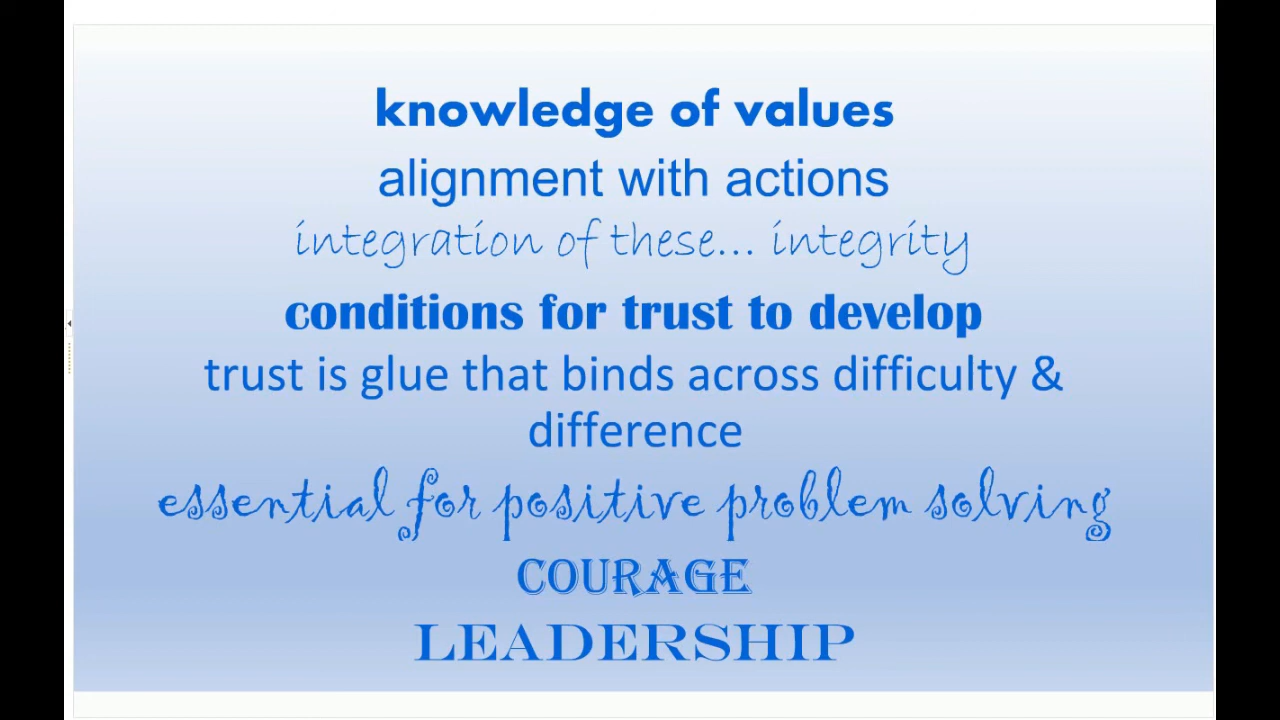 knowledge of values
alignment with actions
integration of these... integrity
conditions for trust to develop
trust is glue that binds across difficulty &
difference
essential for positive problem solving
COURAGE
LEADERSHIP